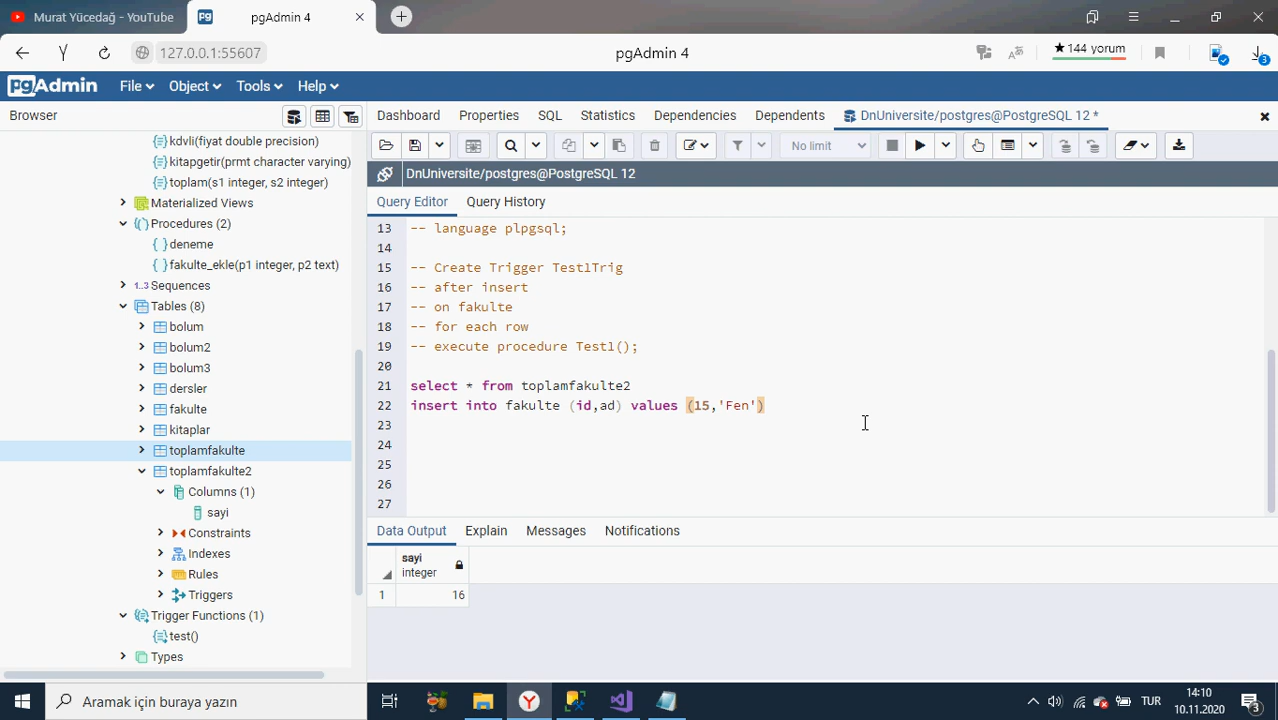 Murat Yücedağ - YouTube
pgAdmin 4
127.0.0.1:55607
pgAdmin 4
144 yorum
3
pgAdmin
File
Object
Tools
Help
Browser
Dashboard
Properties
SQL
Statistics
Dependencies
Dependents
DnUniversite/postgres@PostgreSQL 12 *
No limit
DnUniversite/postgres@PostgreSQL 12
Query Editor
Query History
kdvli(fiyat double precision)
kitapgetir(prmt character varying)
toplam(s1 integer, s2 integer)
Materialized Views
Procedures (2)
deneme
fakulte_ekle(p1 integer, p2 text)
1..3 Sequences
Tables (8)
bolum
bolum2
bolum3
dersler
fakulte
kitaplar
toplamfakulte
toplamfakulte2
Columns (1)
sayi
Constraints
Indexes
Rules
Triggers
Trigger Functions (1)
test()
Types
13 -- language plpgsql;
14
15 -- Create Trigger Test1Trig
16 -- after insert
17 -- on fakulte
18 -- for each row
19 -- execute procedure Test1();
20
21 select * from toplamfakulte2
22 insert into fakulte (id,ad) values (15,'Fen')
23
24
25
26
27
Data Output
Explain
Messages
Notifications
sayi
integer
1 16
Aramak için buraya yazın
TUR
14:10
10.11.2020
3